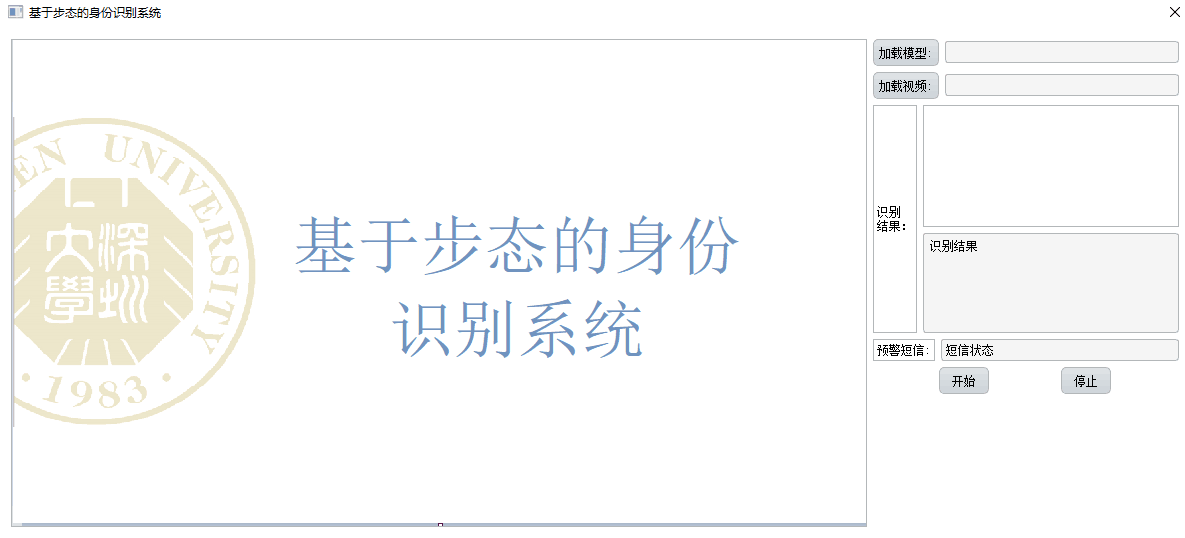 基于步态的身份识别系统
EN UNIVERSITY
深圳
大學
1983
基于步态的身份
识别系统
加载模型：
加载视频：
识别
结果：
识别结果
预警短信：
短信状态
开始
停止